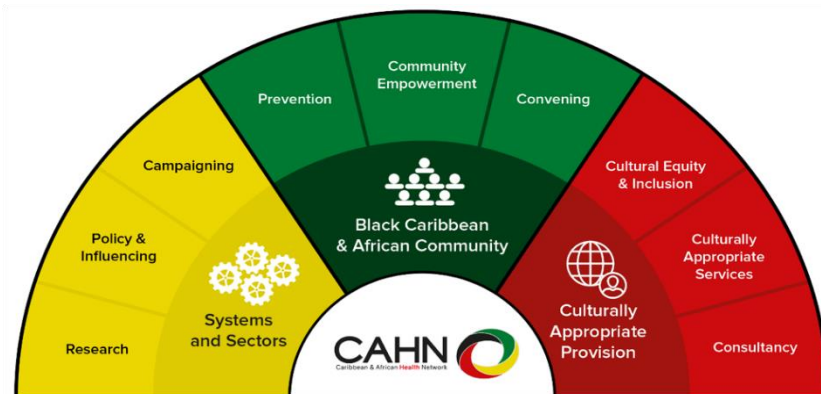 Research
Policy &
Influencing
Campaigning
Systems
and Sectors
Prevention
Community
Empowerment
Convening
Black Caribbean
& African Community
Cultural Equity
& Inclusion
Culturally
Appropriate
Services
Consultancy
Culturally
Appropriate
Provision
CAHN
Caribbean & African Health Network